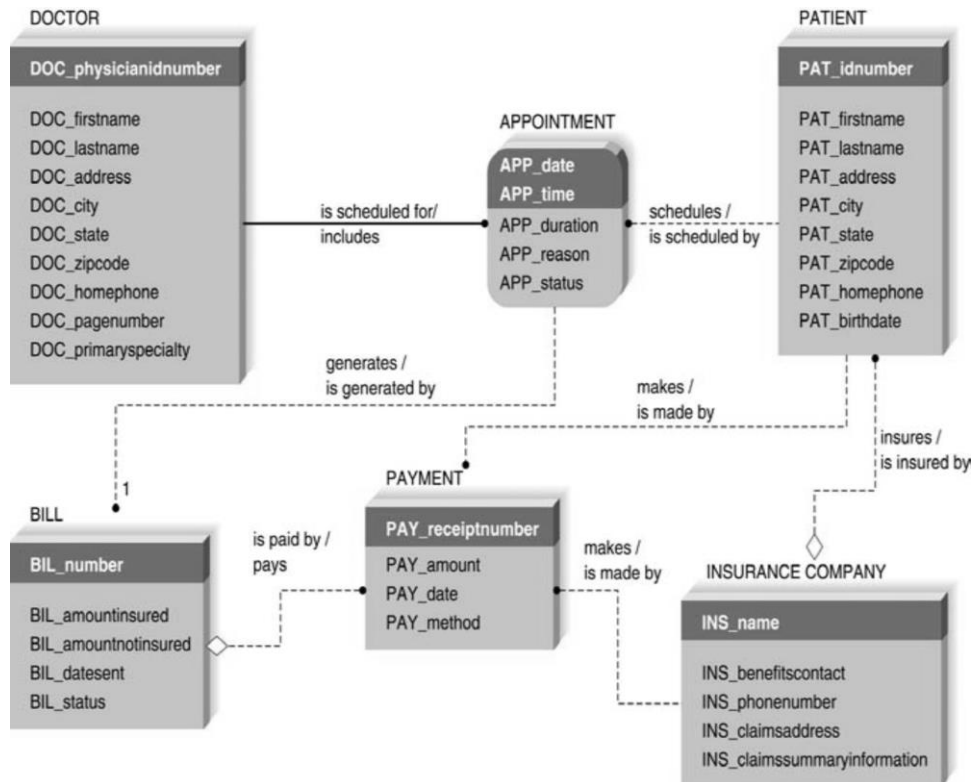 DOCTOR
DOC_physicianidnumber
DOC_firstname
DOC_lastname
DOC_address
DOC_city
DOC_state
DOC_zipcode
DOC_homephone
DOC_pagenumber
DOC_primaryspecialty
is scheduled for/
includes
APPOINTMENT
APP_date
APP_time
APP_duration
APP_reason
APP_status
schedules /
is scheduled by
PATIENT
PAT_idnumber
PAT_firstname
PAT_lastname
PAT_address
PAT_city
PAT_state
PAT_zipcode
PAT_homephone
PAT_birthdate
generates /
is generated by
makes /
is made by
insures /
is insured by
1
BILL
BIL_number
BIL_amountinsured
BIL_amountnotinsured
BIL_datesent
BIL_status
is paid by /
pays
PAYMENT
PAY_receiptnumber
PAY_amount
PAY_date
PAY_method
makes /
is made by
INSURANCE COMPANY
INS_name
INS_benefitscontact
INS_phonenumber
INS_claimsaddress
INS_claimssummaryinformation